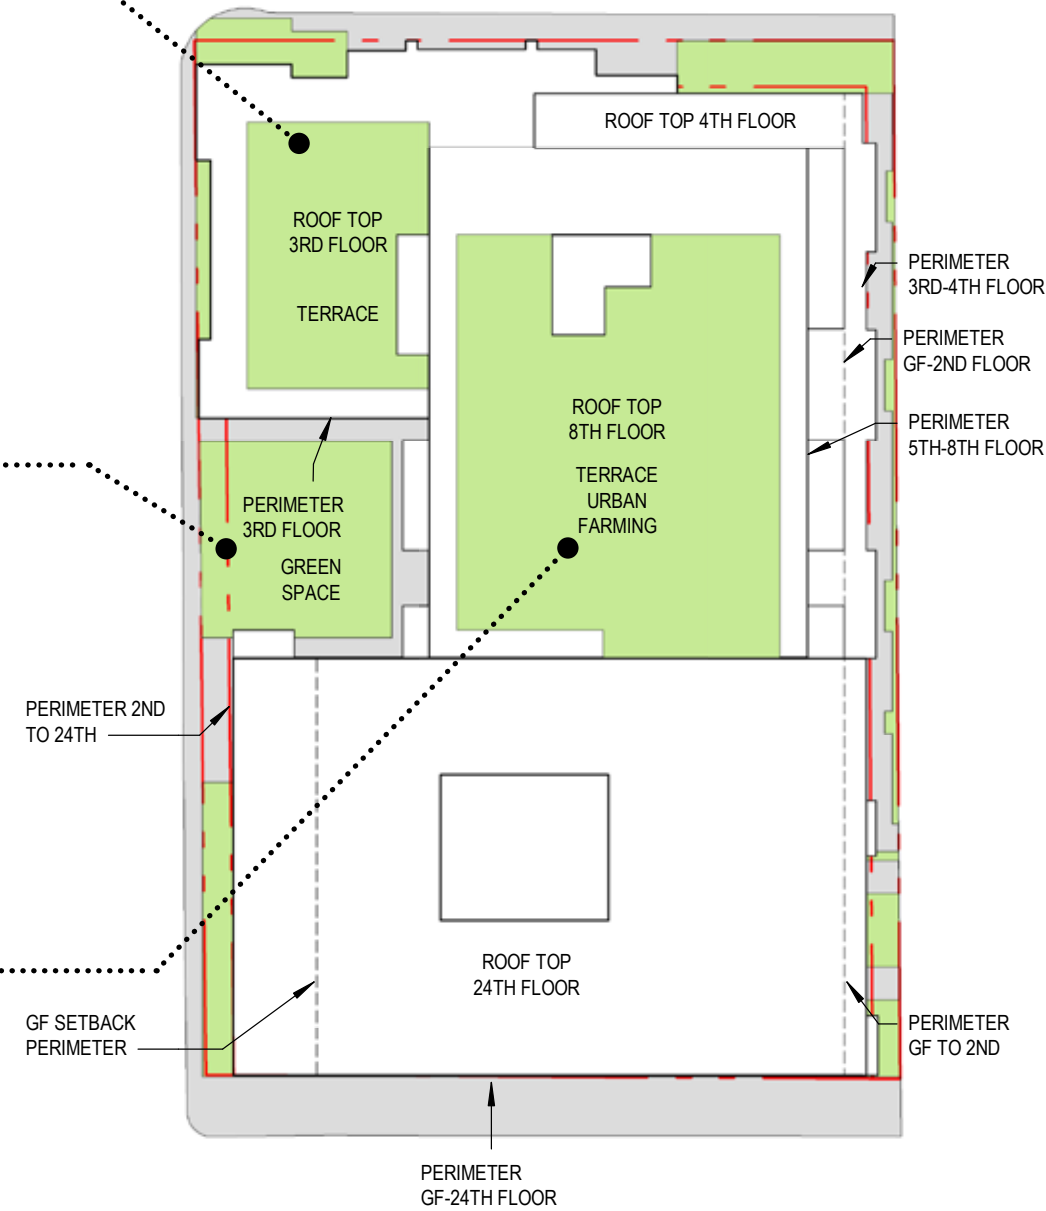 ROOF TOP 4TH FLOOR
ROOF TOP
3RD FLOOR
TERRACE
PERIMETER
3RD-4TH FLOOR
PERIMETER
GF-2ND FLOOR
ROOF TOP
8TH FLOOR
TERRACE
URBAN
FARMING
PERIMETER
5TH-8TH FLOOR
PERIMETER
3RD FLOOR
GREEN
SPACE
PERIMETER 2ND
TO 24TH
ROOF TOP
24TH FLOOR
GF SETBACK
PERIMETER
PERIMETER
GF TO 2ND
PERIMETER
GF-24TH FLOOR